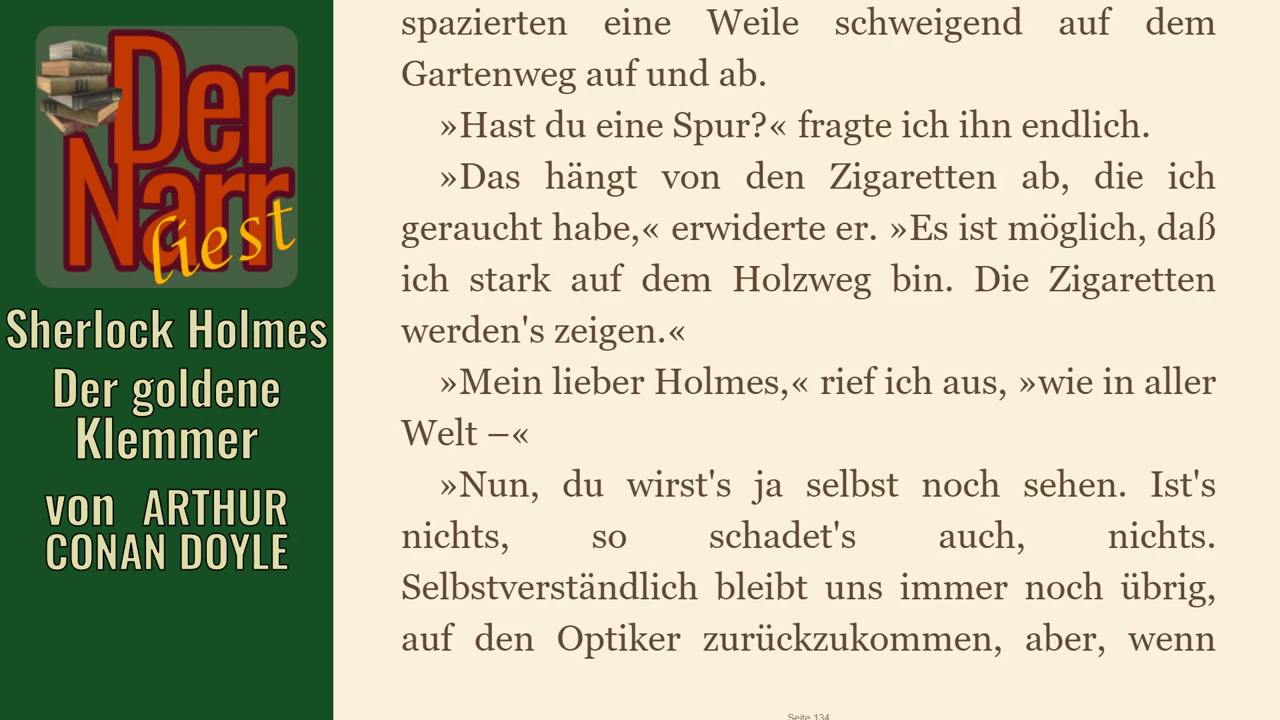 Der
Narr
liest
Sherlock Holmes
Der goldene
Klemmer
von ARTHUR
CONAN DOYLE
spazierten eine Weile schweigend auf dem
Gartenweg auf und ab.
»Hast du eine Spur?« fragte ich ihn endlich.
»Das hängt von den Zigaretten ab, die ich
geraucht habe,« erwiderte er. »Es ist möglich, daß
ich stark auf dem Holzweg bin. Die Zigaretten
werden's zeigen.«
»Mein lieber Holmes,« rief ich aus, »wie in aller
Welt –«
»Nun, du wirst's ja selbst noch sehen. Ist's
nichts, so schadet's auch, nichts.
Selbstverständlich bleibt uns immer noch übrig,
auf den Optiker zurückzukommen, aber, wenn
Seite 134